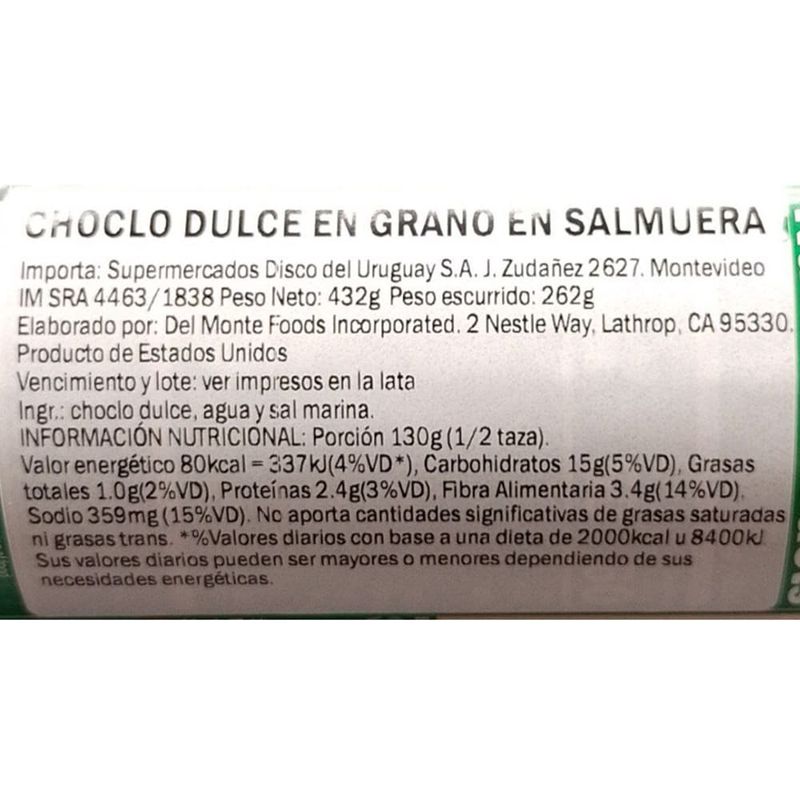 CHOCLO DULCE EN GRANO EN SALMUERA
Importa: Supermercados Disco del Uruguay S.A. J. Zudañez 2627. Montevideo
IM SRA 4463/1838 Peso Neto: 432g Peso escurrido: 262g
Elaborado por: Del Monte Foods Incorporated. 2 Nestle Way, Lathrop, CA 95330.
Producto de Estados Unidos
Vencimiento y lote: ver impresos en la lata
Ingr.: choclo dulce, agua y sal marina.
INFORMACIÓN NUTRICIONAL: Porción 130g (1/2 taza).
Valor energético 80kcal = 337kJ(4%VD*), Carbohidratos 15g(5%VD), Grasas
totales 1.0g(2%VD), Proteínas 2.4g(3%VD), Fibra Alimentaria 3.4g(14%VD),
Sodio 359mg (15%VD). No aporta cantidades significativas de grasas saturadas
ni grasas trans. *%Valores diarios con base a una dieta de 2000kcal u 8400kJ
Sus valores diarios pueden ser mayores o menores dependiendo de sus
necesidades energéticas.